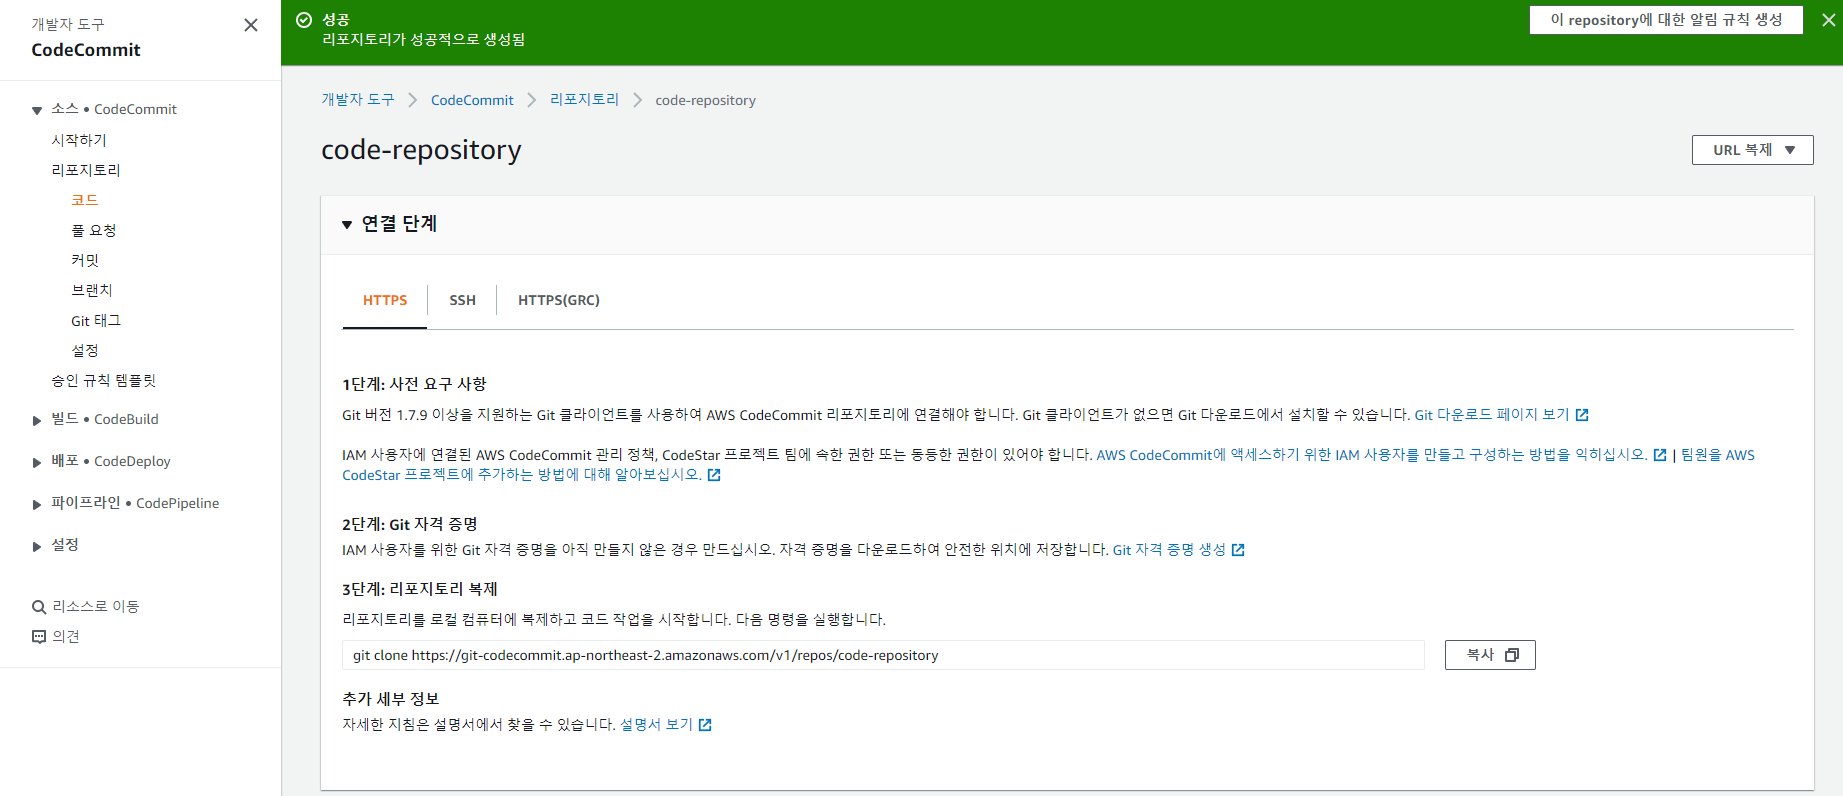 개발자 도구
CodeCommit
소스 • CodeCommit
시작하기
리포지토리
코드
풀 요청
커밋
브랜치
Git 태그
설정
승인 규칙 템플릿
빌드 • CodeBuild
배포 • CodeDeploy
파이프라인 • CodePipeline
설정
리소스로 이동
의견
성공
리포지토리가 성공적으로 생성됨
이 repository에 대한 알림 규칙 생성
개발자 도구 > CodeCommit > 리포지토리 > code-repository
code-repository
URL 복제
연결 단계
HTTPS SSH HTTPS(GRC)
1단계: 사전 요구 사항
Git 버전 1.7.9 이상을 지원하는 Git 클라이언트를 사용하여 AWS CodeCommit 리포지토리에 연결해야 합니다. Git 클라이언트가 없으면 Git 다운로드에서 설치할 수 있습니다. Git 다운로드 페이지 보기
IAM 사용자에 연결된 AWS CodeCommit 관리 정책, CodeStar 프로젝트 팀에 속한 권한 또는 동등한 권한이 있어야 합니다. AWS CodeCommit에 액세스하기 위한 IAM 사용자를 만들고 구성하는 방법을 익히십시오. | 팀원을 AWS
CodeStar 프로젝트에 추가하는 방법에 대해 알아보십시오.
2단계: Git 자격 증명
IAM 사용자를 위한 Git 자격 증명을 아직 만들지 않은 경우 만드십시오. 자격 증명을 다운로드하여 안전한 위치에 저장합니다. Git 자격 증명 생성
3단계: 리포지토리 복제
리포지토리를 로컬 컴퓨터에 복제하고 코드 작업을 시작합니다. 다음 명령을 실행합니다.
git clone https://git-codecommit.ap-northeast-2.amazonaws.com/v1/repos/code-repository
복사
추가 세부 정보
자세한 지침은 설명서에서 찾을 수 있습니다. 설명서 보기